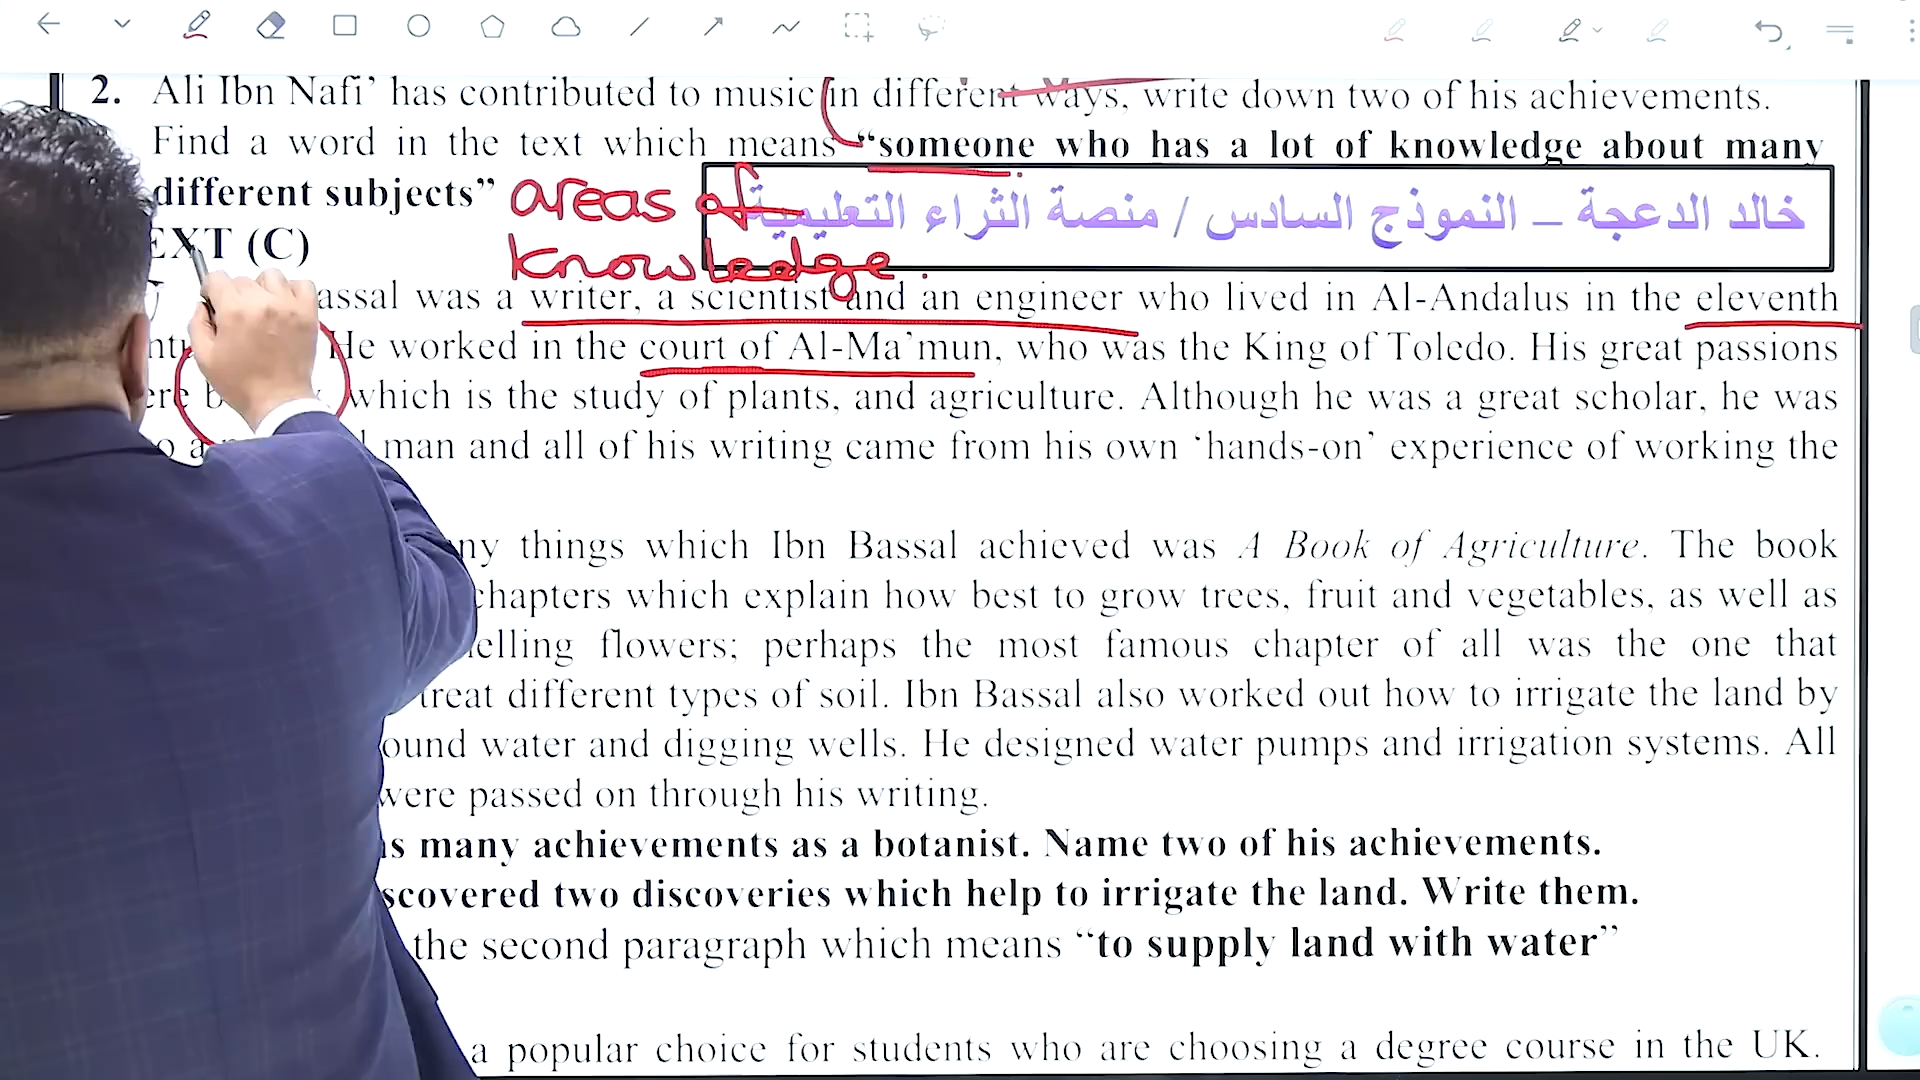 2. Ali Ibn Nafi' has contributed to music in different ways, write down two of his achievements.
Find a word in the text which means “someone who has a lot of knowledge about many
different subjects” areas of
خالد الدعجة – النموذج السادس / منصة الثراء التعليمية
EXT (C) knowledge.
assal was a writer, a scientist and an engineer who lived in Al-Andalus in the eleventh
He worked in the court of Al-Ma'mun, who was the King of Toledo. His great passions
which is the study of plants, and agriculture. Although he was a great scholar, he was
man and all of his writing came from his own ‘hands-on’ experience of working the
ny things which Ibn Bassal achieved was A Book of Agriculture. The book
chapters which explain how best to grow trees, fruit and vegetables, as well as
elling flowers; perhaps the most famous chapter of all was the one that
treat different types of soil. Ibn Bassal also worked out how to irrigate the land by
ound water and digging wells. He designed water pumps and irrigation systems. All
were passed on through his writing.
s many achievements as a botanist. Name two of his achievements.
scovered two discoveries which help to irrigate the land. Write them.
the second paragraph which means “to supply land with water”
a popular choice for students who are choosing a degree course in the UK.